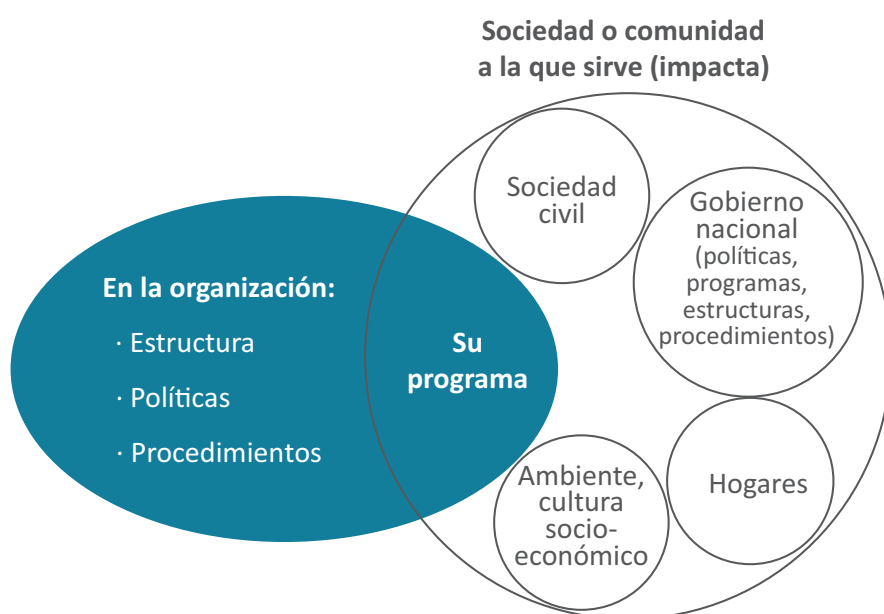 Sociedad o comunidad
a la que sirve (impacta)
Sociedad
civil
Gobierno
nacional
(políticas,
programas,
estructuras,
procedimientos)
En la organización:
· Estructura
· Políticas
· Procedimientos
Su
programa
Ambiente,
cultura
socio-
económico
Hogares